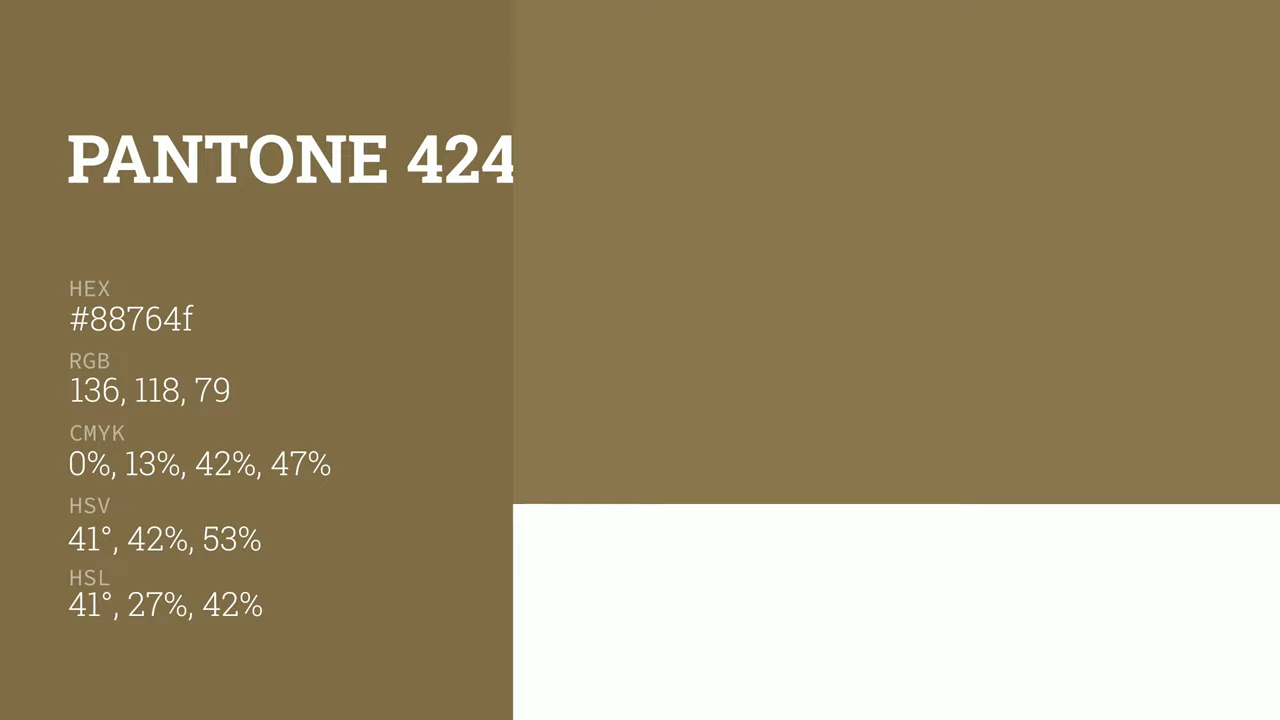 PANTONE 424
HEX
#88764f
RGB
136, 118, 79
CMYK
0%, 13%, 42%, 47%
HSV
41°, 42%, 53%
HSL
41°, 27%, 42%